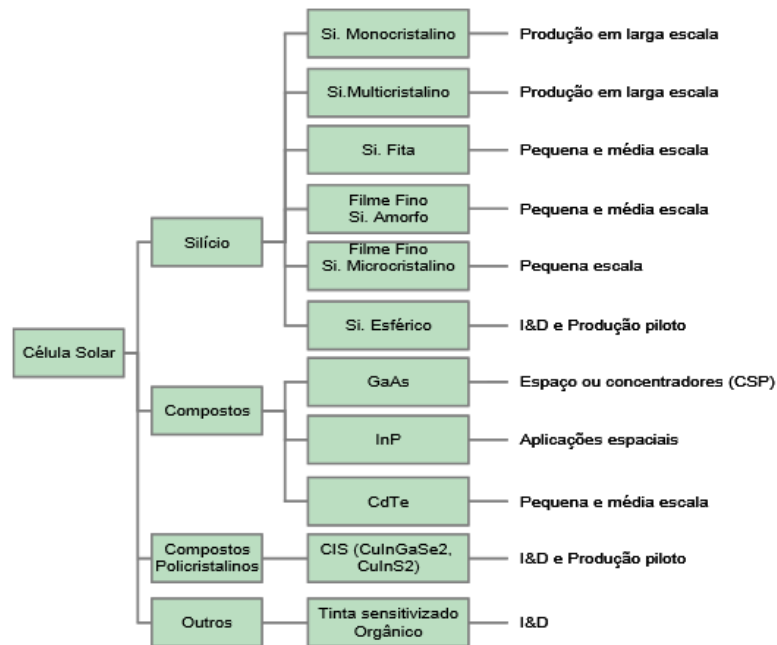 Si. Monocristalino
Produção em larga escala
Si.Multicristalino
Produção em larga escala
Si. Fita
Pequena e média escala
Filme Fino
Si. Amorfo
Pequena e média escala
Silício
Filme Fino
Si. Microcristalino
Pequena escala
Si. Esférico
I&D e Produção piloto
Célula Solar
GaAs
Espaço ou concentradores (CSP)
Compostos
InP
Aplicações espaciais
CdTe
Pequena e média escala
Compostos
Policristalinos
CIS (CuInGaSe2,
CuInS2)
I&D e Produção piloto
Outros
Tinta sensitivizado
Orgânico
I&D